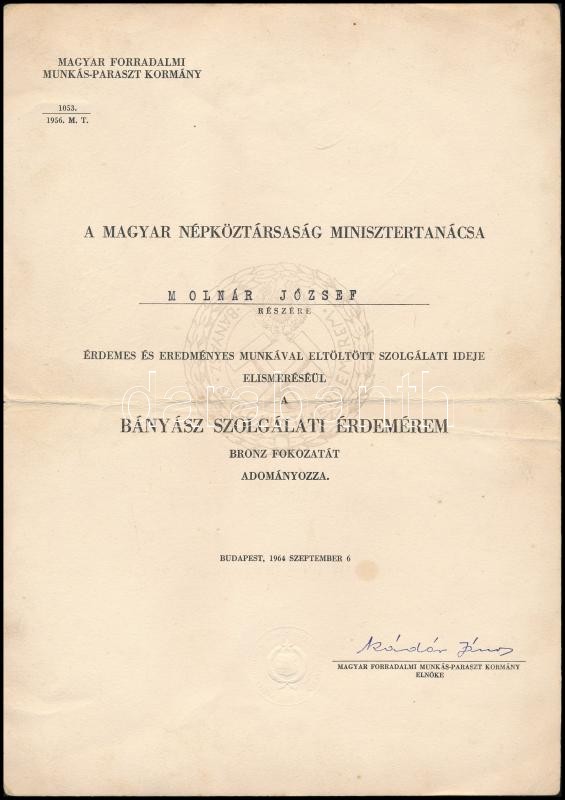 MAGYAR FORRADALMI
MUNKÁS-PARASZT KORMÁNY
1053.
1956. M. T.
A MAGYAR NÉPKÖZTÁRSASÁG MINISZTERTANÁCSA
MOLNÁR JÓZSEF
RÉSZÉRE
ÉRDEMES ÉS EREDMÉNYES MUNKÁVAL ELTÖLTÖTT SZOLGÁLATI IDEJE
ELISMERÉSÉÜL
A
BÁNYÁSZ SZOLGÁLATI ÉRDEMÉREM
BRONZ FOKOZATÁT
ADOMÁNYOZZA.
BUDAPEST, 1964 SZEPTEMBER 6
Kádár János
MAGYAR FORRADALMI MUNKÁS-PARASZT KORMÁNY
ELNÖKE